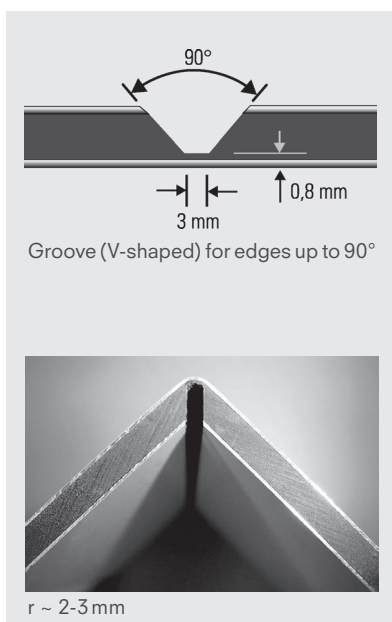 90°
0,8 mm
3 mm
Groove (V-shaped) for edges up to 90°
r ~ 2-3 mm